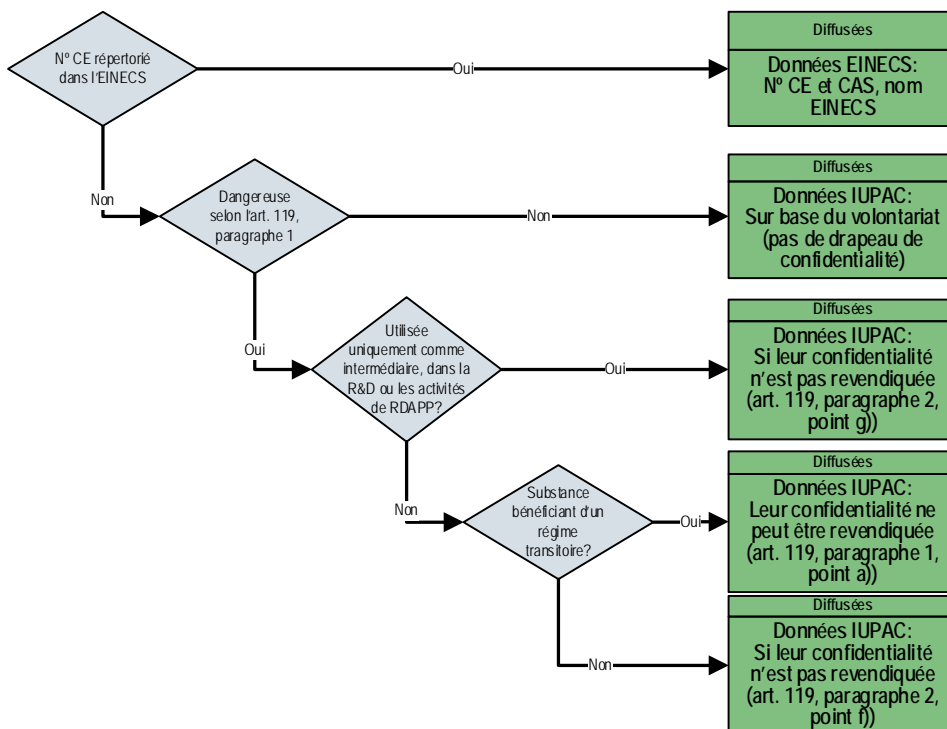 N° CE répertorié
dans l'EINECS
Oui
Diffusées
Données EINECS:
N° CE et CAS, nom
EINECS
Non
Dangereuse
selon l'art. 119,
paragraphe 1
Non
Diffusées
Données IUPAC:
Sur base du volontariat
(pas de drapeau de
confidentialité)
Oui
Utilisée
uniquement comme
intermédiaire, dans la
R&D ou les activités
de RDAPP?
Oui
Diffusées
Données IUPAC:
Si leur confidentialité
n'est pas revendiquée
(art. 119, paragraphe 2,
point g))
Non
Substance
bénéficiant d'un
régime
transitoire?
Oui
Diffusées
Données IUPAC:
Leur confidentialité ne
peut être revendiquée
(art. 119, paragraphe 1,
point a))
Non
Diffusées
Données IUPAC:
Si leur confidentialité
n'est pas revendiquée
(art. 119, paragraphe 2,
point f))